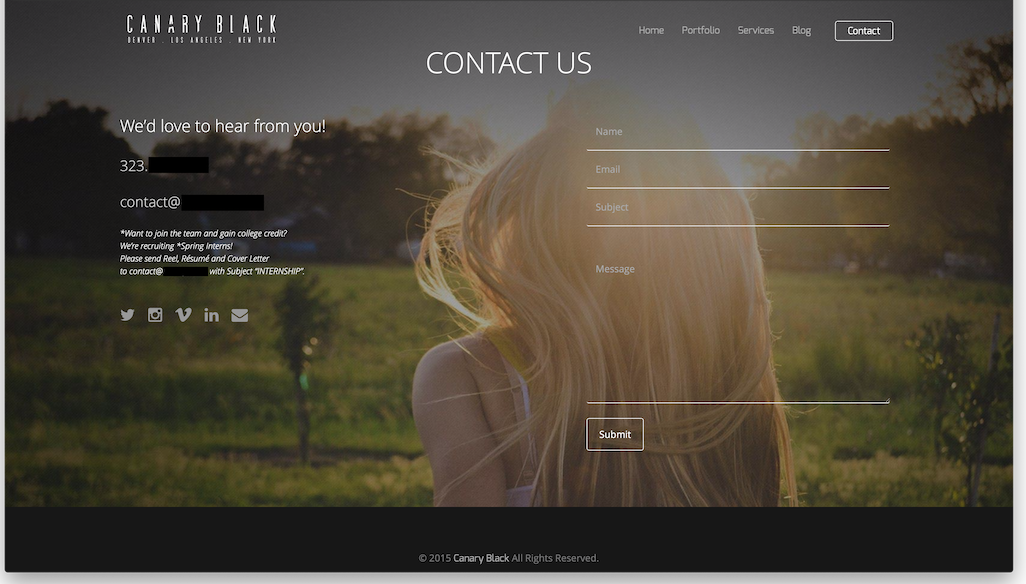 CANARY BLACK
DENVER . LOS ANGELES . NEW YORK
Home Portfolio Services Blog Contact
CONTACT US
We'd love to hear from you!
323.
contact@
*Want to join the team and gain college credit?
We're recruiting *Spring Interns!
Please send Reel, Résumé and Cover Letter
to contact@ with Subject "INTERNSHIP".
Name
Email
Subject
Message
Submit
© 2015 Canary Black All Rights Reserved.